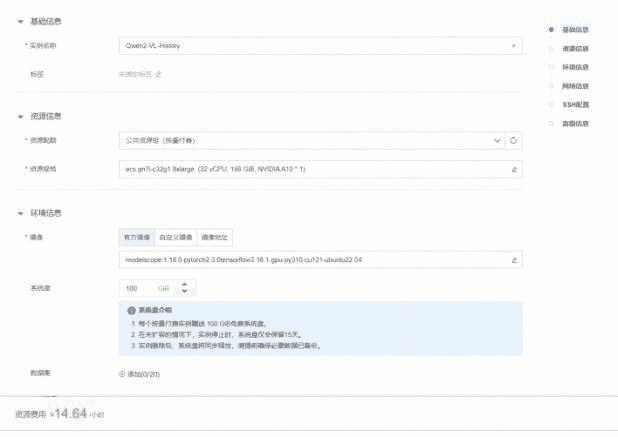 基础信息
* 实例名称
Qwen2-VL-History
标签
未绑定标签
资源信息
* 资源配额
公共资源组（按量付费）
* 资源规格
ecs.gn7i-c32g1.8xlarge (32 vCPU, 188 GiB, NVIDIA A10 * 1)
环境信息
* 镜像
官方镜像 自定义镜像 镜像地址
modelscope:1.18.0-pytorch2.3.0tensorflow2.16.1-gpu-py310-cu121-ubuntu22.04
系统盘
100 GiB
系统盘介绍
1. 每个按量付费实例赠送 100 GiB免费系统盘。
2. 在未扩容的情况下，实例停止时，系统盘仅会保留15天。
3. 实例删除后，系统盘将同步释放，请提前确保必要数据已备份。
数据集
添加(0/20)
资源费用 ¥14.64 /小时
基础信息
资源信息
环境信息
网络信息
SSH配置
高级信息